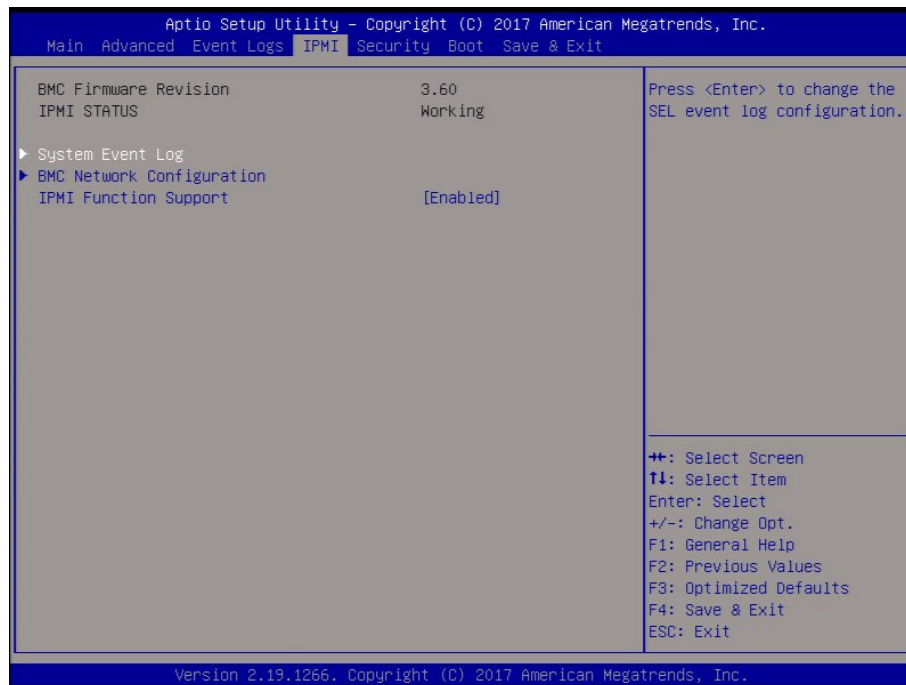 Aptio Setup Utility – Copyright (C) 2017 American Megatrends, Inc.
Main Advanced Event Logs IPMI Security Boot Save & Exit
BMC Firmware Revision 3.60
IPMI STATUS Working
System Event Log
BMC Network Configuration
IPMI Function Support [Enabled]
Press <Enter> to change the
SEL event log configuration.
→←: Select Screen
↑↓: Select Item
Enter: Select
+/-: Change Opt.
F1: General Help
F2: Previous Values
F3: Optimized Defaults
F4: Save & Exit
ESC: Exit
Version 2.19.1266. Copyright (C) 2017 American Megatrends, Inc.